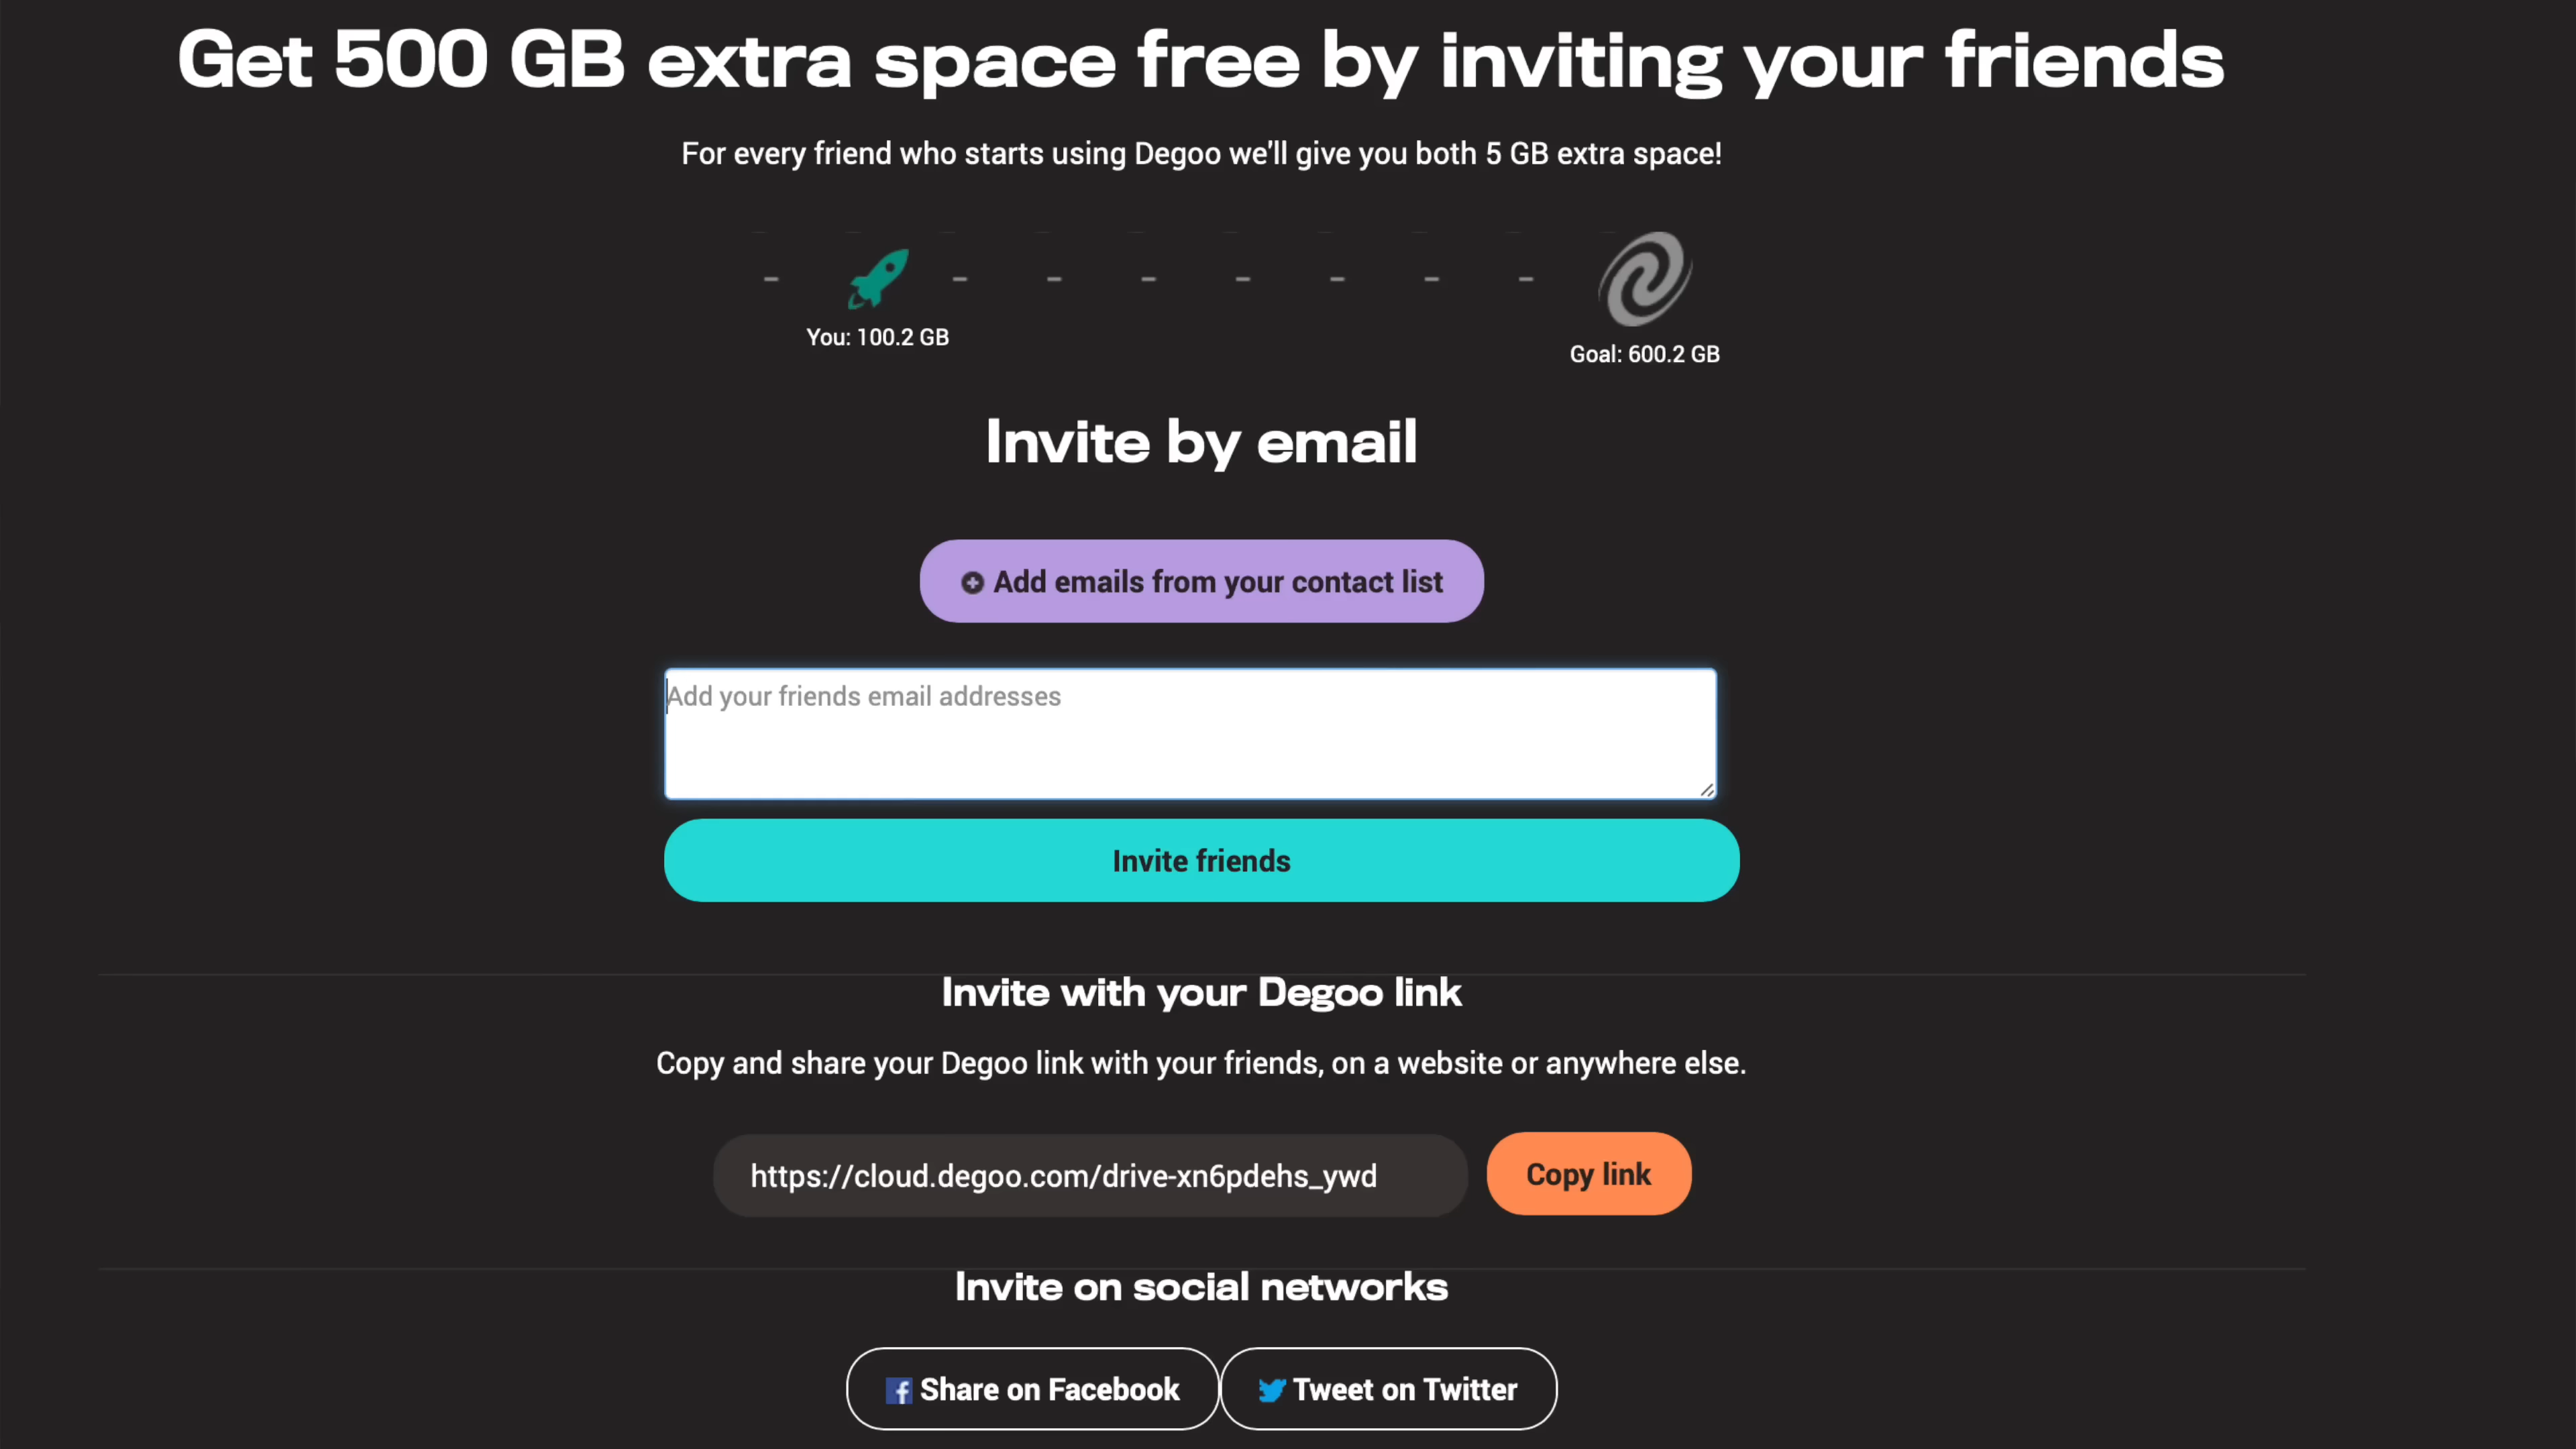 Get 500 GB extra space free by inviting your friends
For every friend who starts using Degoo we'll give you both 5 GB extra space!
You: 100.2 GB
Goal: 600.2 GB
Invite by email
Add emails from your contact list
Add your friends email addresses
Invite friends
Invite with your Degoo link
Copy and share your Degoo link with your friends, on a website or anywhere else.
https://cloud.degoo.com/drive-xn6pdehs_ywd
Copy link
Invite on social networks
Share on Facebook
Tweet on Twitter